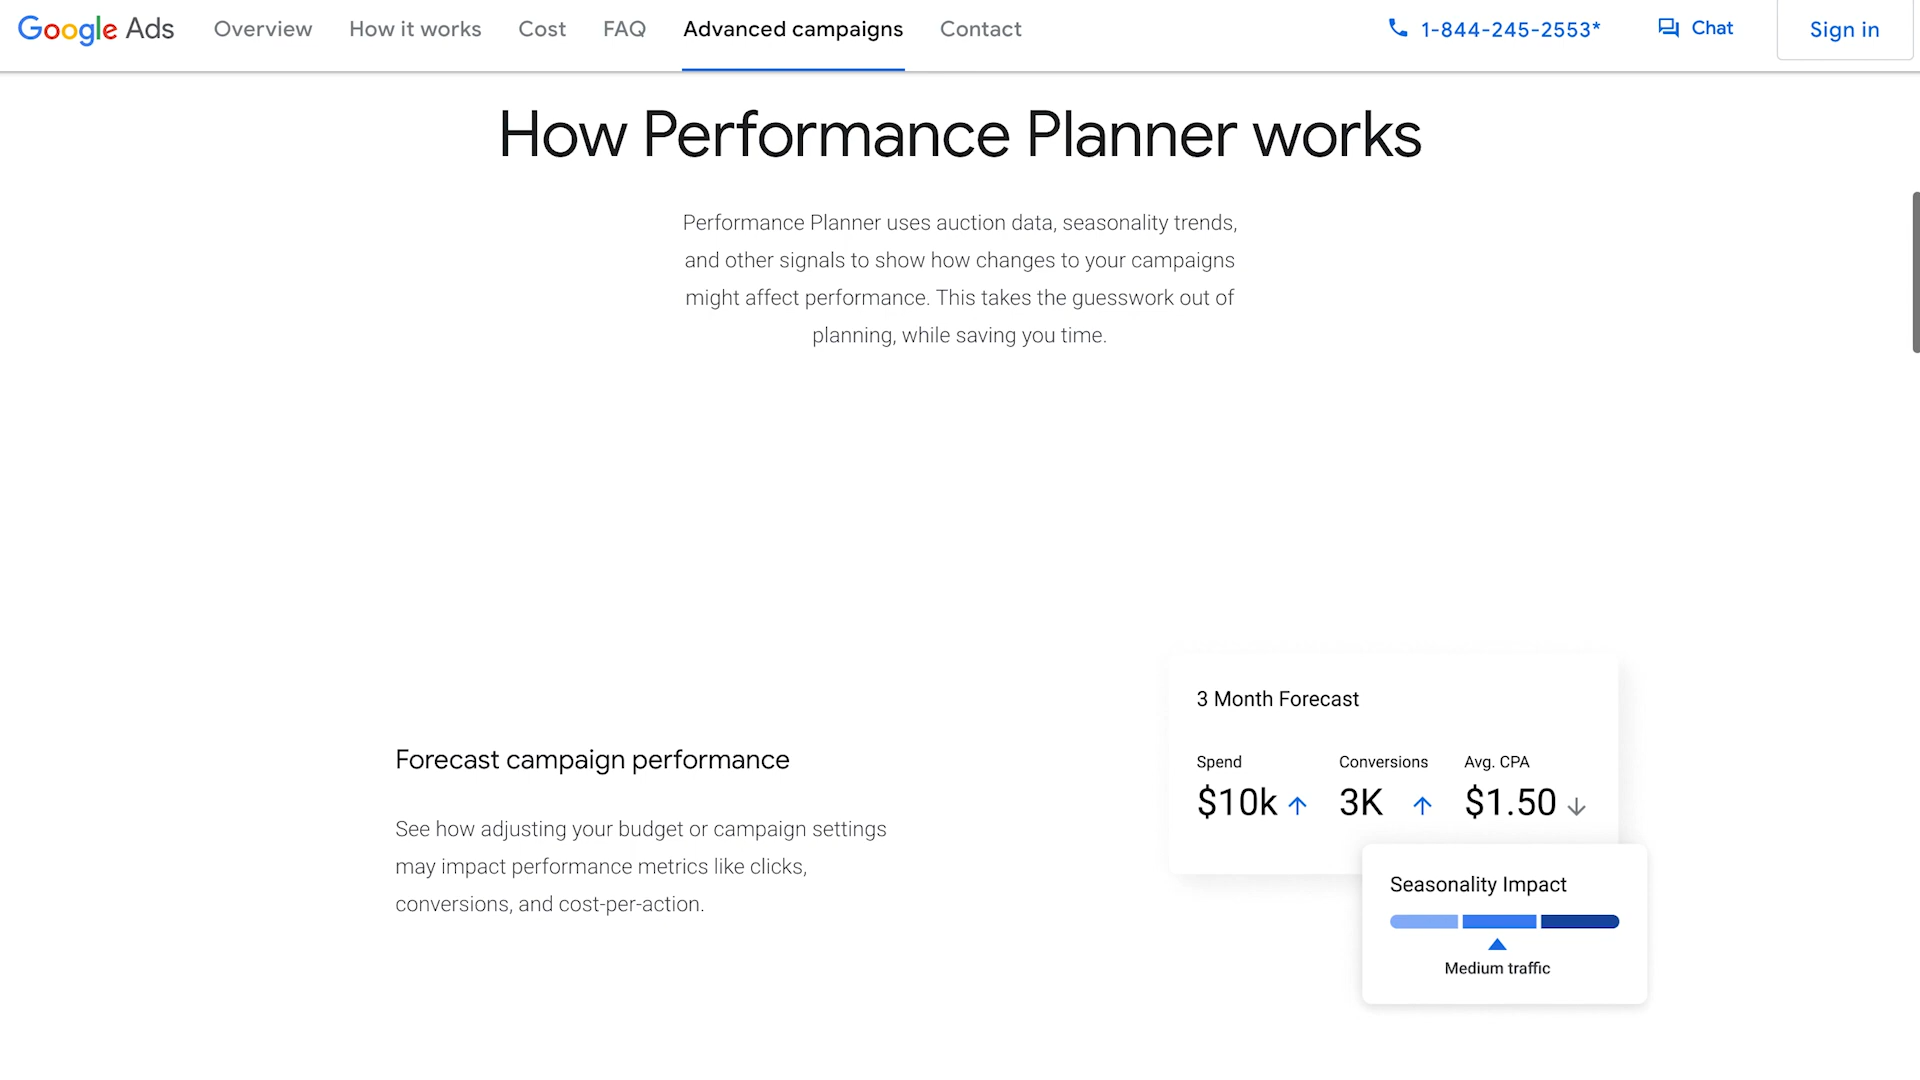 Google Ads Overview How it works Cost FAQ Advanced campaigns Contact 1-844-245-2553* Chat Sign in
How Performance Planner works
Performance Planner uses auction data, seasonality trends,
and other signals to show how changes to your campaigns
might affect performance. This takes the guesswork out of
planning, while saving you time.
Forecast campaign performance
See how adjusting your budget or campaign settings
may impact performance metrics like clicks,
conversions, and cost-per-action.
3 Month Forecast
Spend Conversions Avg. CPA
$10k 3K $1.50
Seasonality Impact
Medium traffic